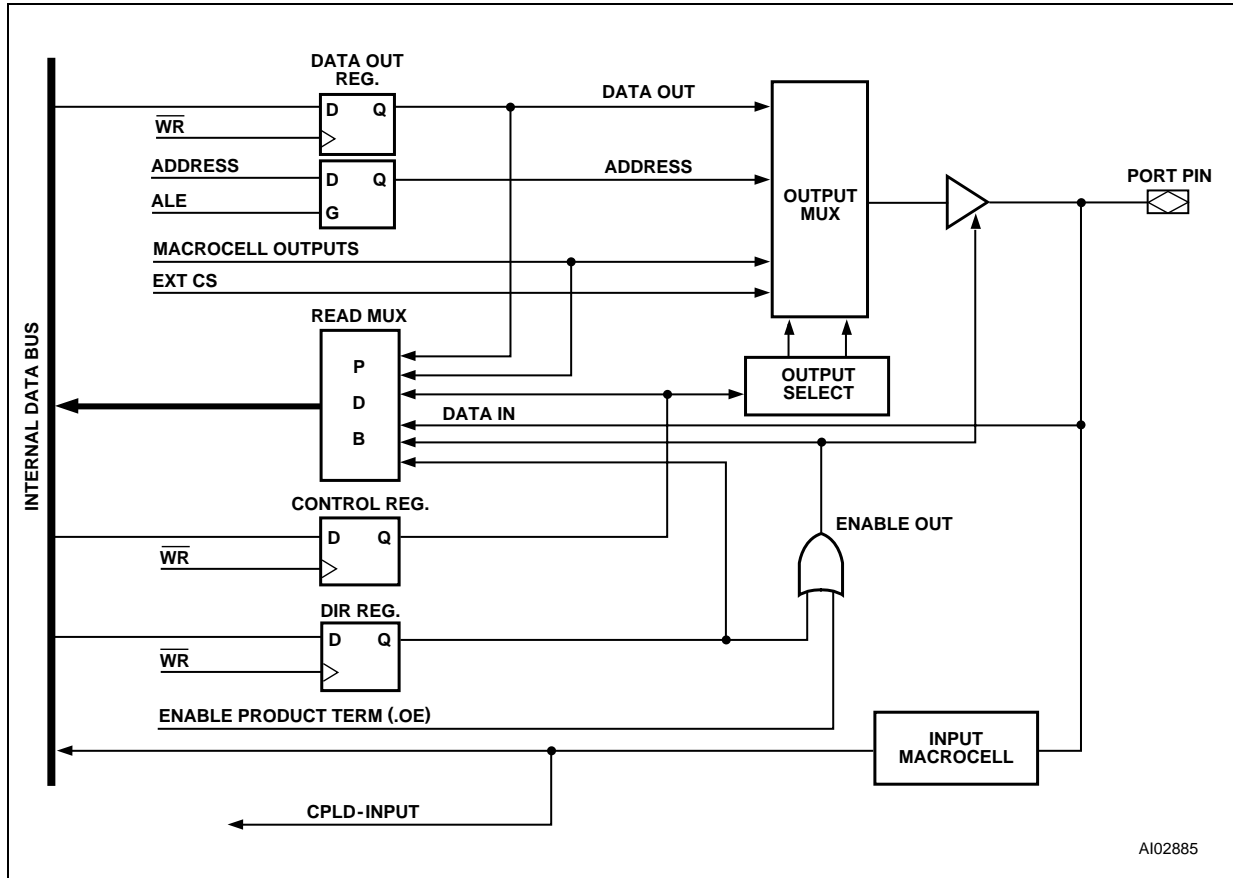 DATA OUT
REG.
D Q
WR
DATA OUT
ADDRESS
D Q
ALE
G
ADDRESS
OUTPUT
MUX
PORT PIN
MACROCELL OUTPUTS
EXT CS
READ MUX
P
D
B
OUTPUT
SELECT
DATA IN
INTERNAL DATA BUS
CONTROL REG.
D Q
WR
ENABLE OUT
DIR REG.
D Q
WR
ENABLE PRODUCT TERM (.OE)
INPUT
MACROCELL
CPLD-INPUT
AI02885